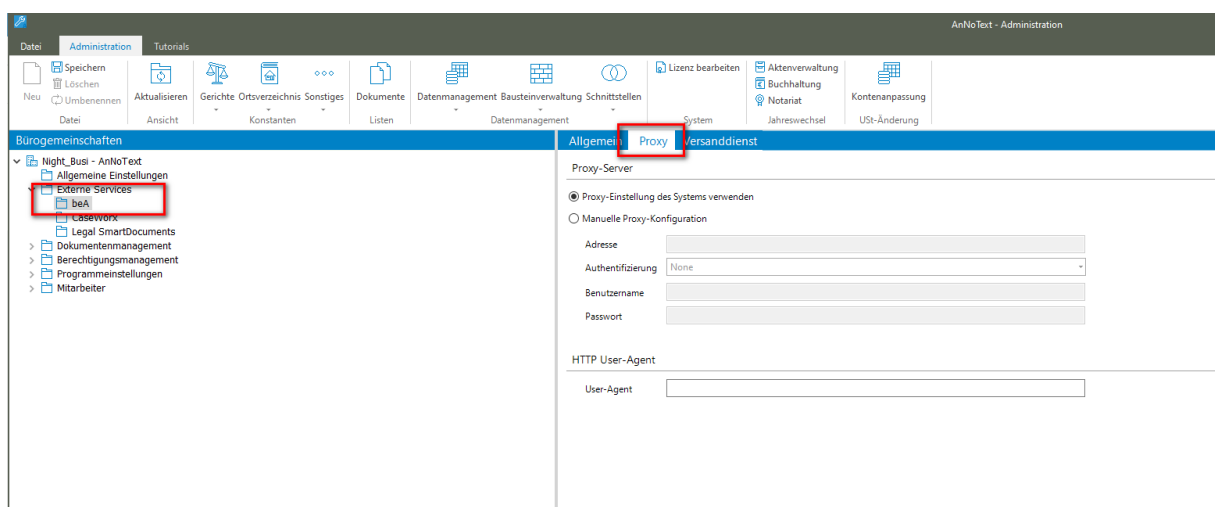 AnNoText - Administration
Datei Administration Tutorials
Neu
Speichern
Löschen
Umbenennen
Aktualisieren
Gerichte Ortsverzeichnis Sonstiges
Dokumente
Datenmanagement Bausteinverwaltung Schnittstellen
Lizenz bearbeiten
Aktenverwaltung
Buchhaltung
Notariat
Kontenanpassung
Datei Ansicht Konstanten Listen Datenmanagement System Jahreswechsel USt-Änderung
Bürogemeinschaften
Night_Busi - AnNoText
Allgemeine Einstellungen
Externe Services
beA
CaseWorx
Legal SmartDocuments
Dokumentenmanagement
Berechtigungsmanagement
Programmeinstellungen
Mitarbeiter
Allgemein Proxy Versanddienst
Proxy-Server
Proxy-Einstellung des Systems verwenden
Manuelle Proxy-Konfiguration
Adresse
Authentifizierung None
Benutzername
Passwort
HTTP User-Agent
User-Agent